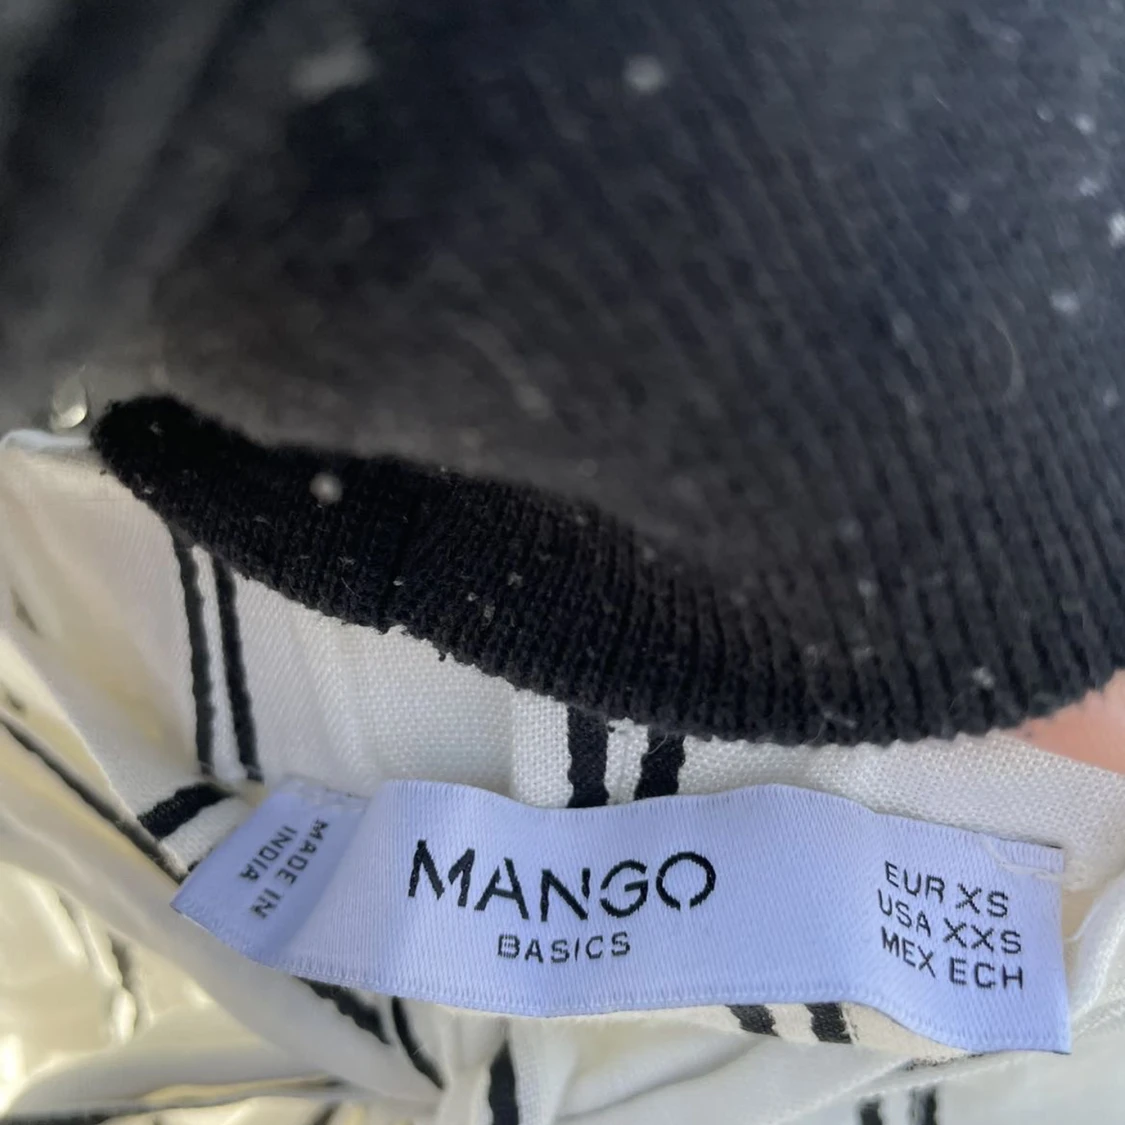 MADE IN
INDIA
MANGO
BASICS
EUR XS
USA XXS
MEX ECH